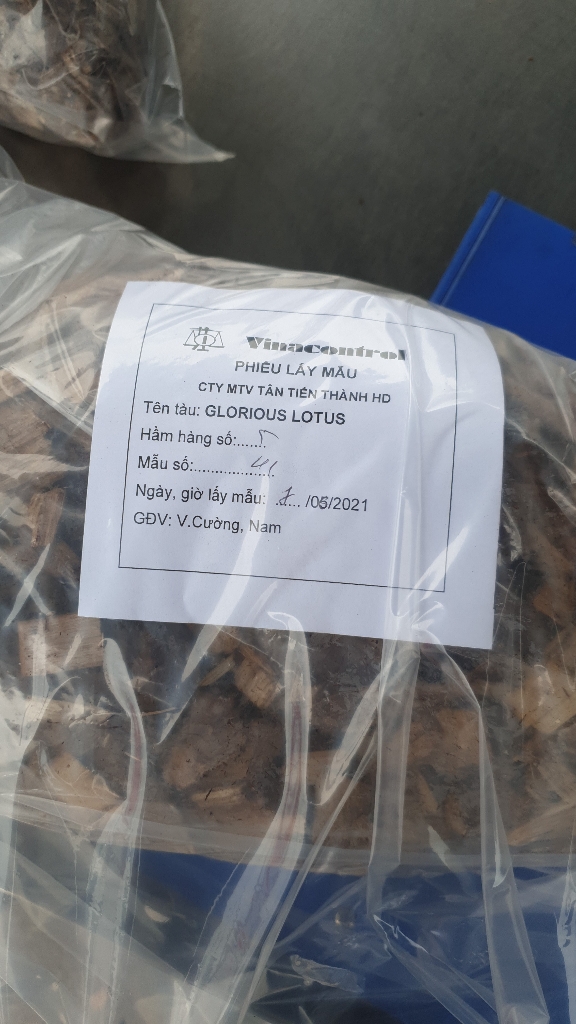 Vinacontrol
PHIẾU LẤY MẪU
CTY MTV TÂN TIẾN THÀNH HD
Tên tàu: GLORIOUS LOTUS
Hầm hàng số:...5...
Mẫu số:...................
Ngày, giờ lấy mẫu: ....... /05/2021
GĐV: V.Cường, Nam